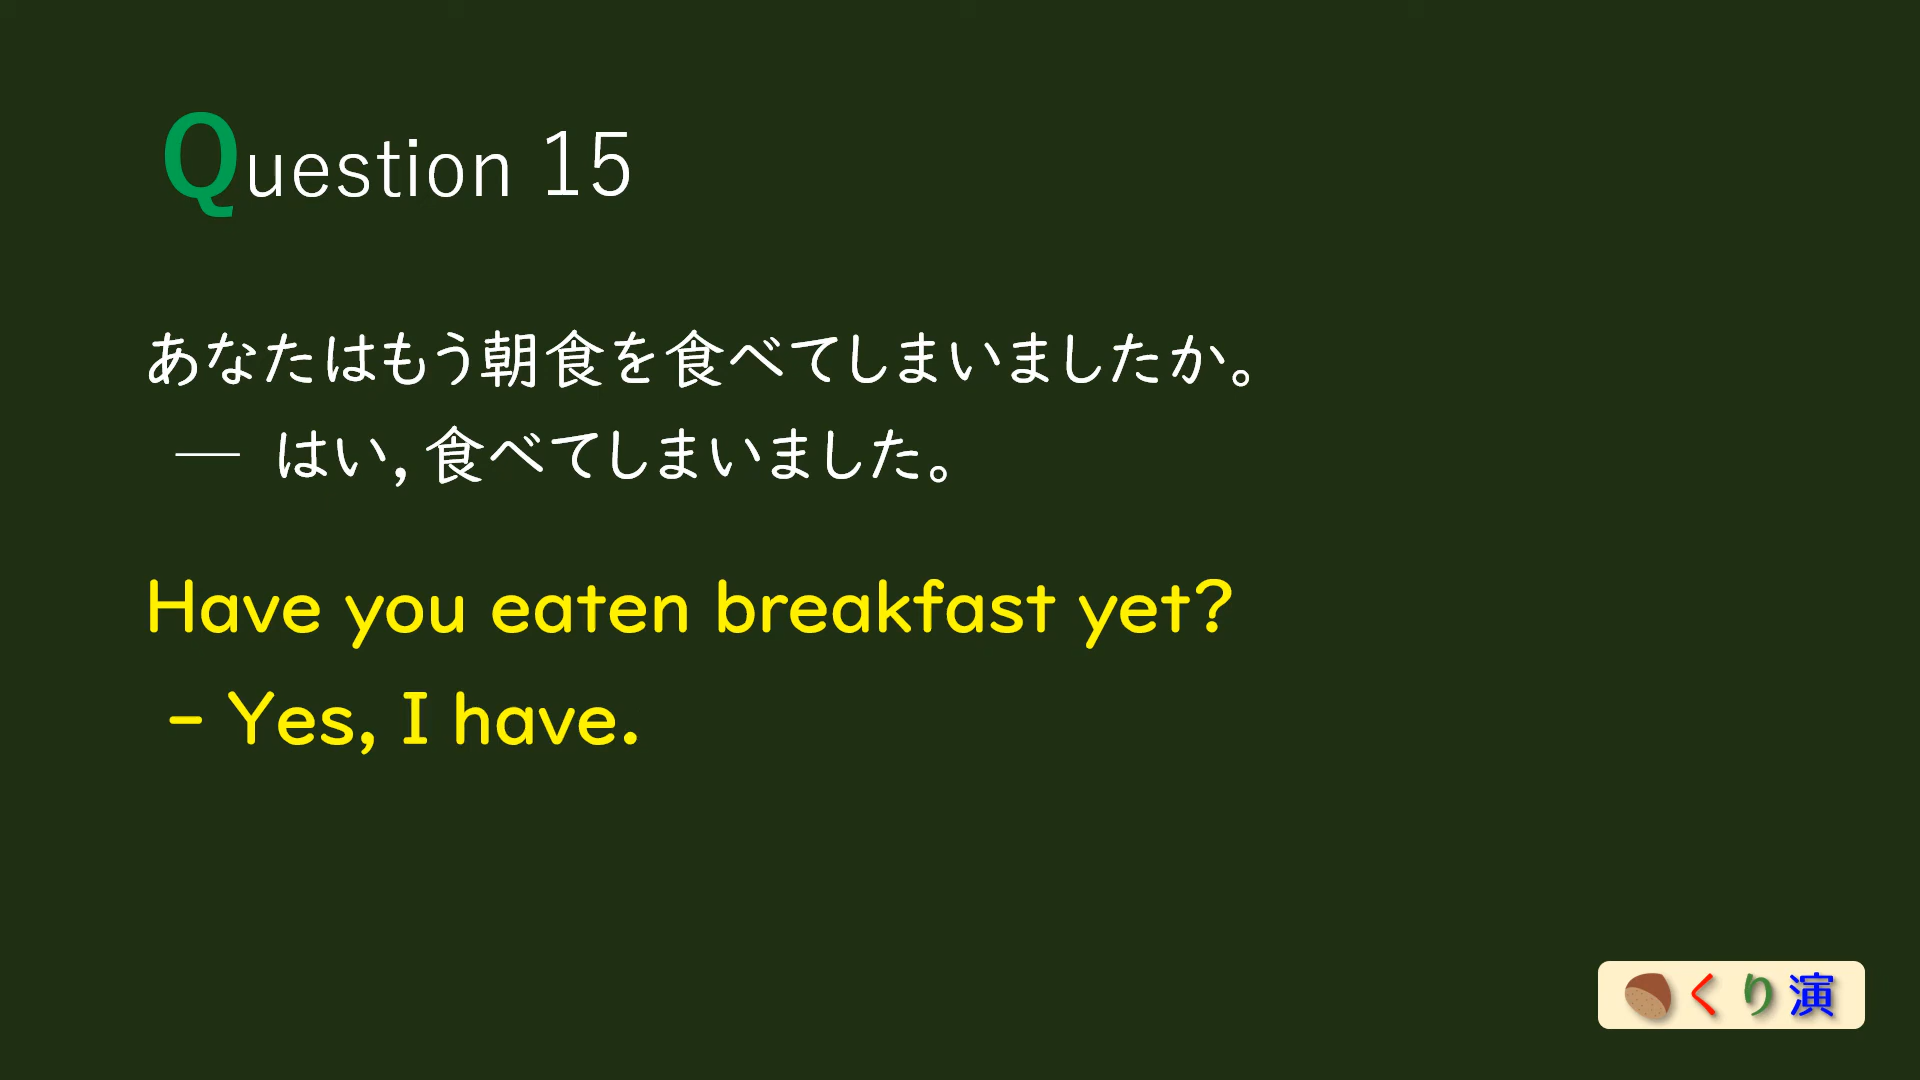 Question 15
あなたはもう朝食を食べてしまいましたか。
― はい, 食べてしまいました。
Have you eaten breakfast yet?
– Yes, I have.
くり演